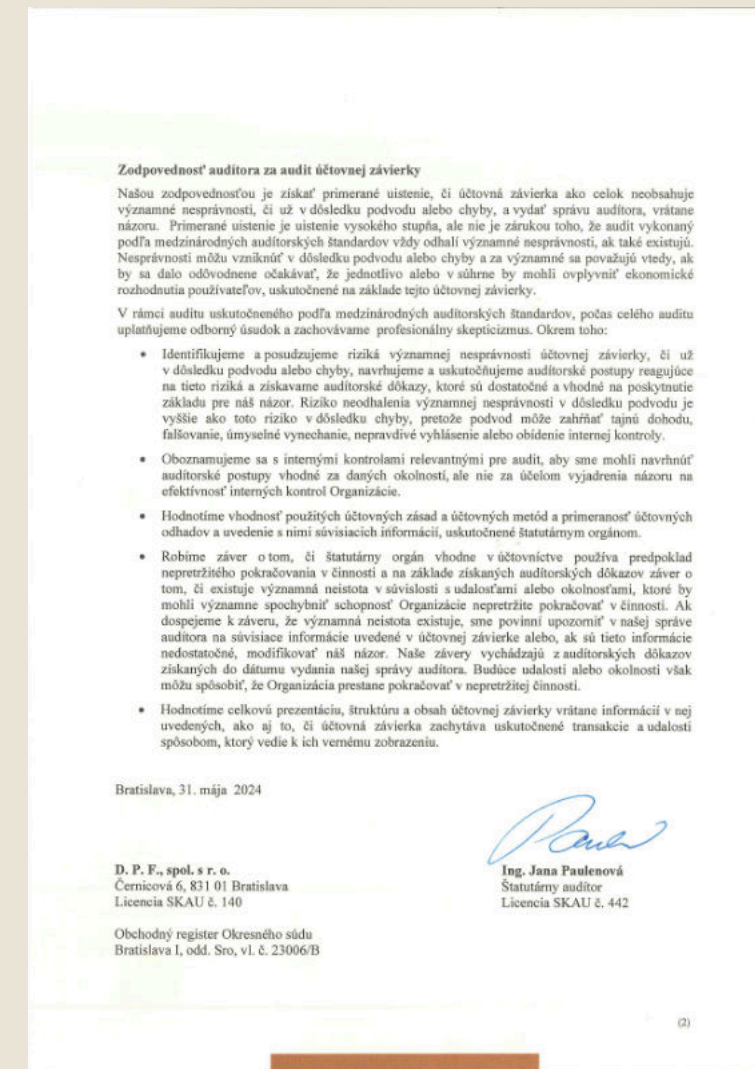 Zodpovednosť audítora za audit účtovnej závierky
Našou zodpovednosťou je získať primerané uistenie, či účtovná závierka ako celok neobsahuje
významné nesprávnosti, či už v dôsledku podvodu alebo chyby, a vydať správu audítora, vrátane
názoru. Primerané uistenie je uistenie vysokého stupňa, ale nie je zárukou toho, že audit vykonaný
podľa medzinárodných audítorských štandardov vždy odhalí významné nesprávnosti, ak také existujú.
Nesprávnosti môžu vzniknúť v dôsledku podvodu alebo chyby a za významné sa považujú vtedy, ak
by sa dalo odôvodnene očakávať, že jednotlivo alebo v súhrne by mohli ovplyvniť ekonomické
rozhodnutia používateľov, uskutočnené na základe tejto účtovnej závierky.
V rámci auditu uskutočneného podľa medzinárodných audítorských štandardov, počas celého auditu
uplatňujeme odborný úsudok a zachovávame profesionálny skepticizmus. Okrem toho:
• Identifikujeme a posudzujeme riziká významnej nesprávnosti účtovnej závierky, či už
v dôsledku podvodu alebo chyby, navrhujeme a uskutočňujeme audítorské postupy reagujúce
na tieto riziká a získavame audítorské dôkazy, ktoré sú dostatočné a vhodné na poskytnutie
základu pre náš názor. Riziko neodhalenia významnej nesprávnosti v dôsledku podvodu je
vyššie ako toto riziko v dôsledku chyby, pretože podvod môže zahŕňať tajnú dohodu,
falšovanie, úmyselné vynechanie, nepravdivé vyhlásenie alebo obídenie internej kontroly.
• Oboznamujeme sa s internými kontrolami relevantnými pre audit, aby sme mohli navrhnúť
audítorské postupy vhodné za daných okolností, ale nie za účelom vyjadrenia názoru na
efektívnosť interných kontrol Organizácie.
• Hodnotíme vhodnosť použitých účtovných zásad a účtovných metód a primeranosť účtovných
odhadov a uvedenie s nimi súvisiacich informácií, uskutočnené štatutárnym orgánom.
• Robíme záver o tom, či štatutárny orgán vhodne v účtovníctve používa predpoklad
nepretržitého pokračovania v činnosti a na základe získaných audítorských dôkazov záver o
tom, či existuje významná neistota v súvislosti s udalosťami alebo okolnosťami, ktoré by
mohli významne spochybniť schopnosť Organizácie nepretržite pokračovať v činnosti. Ak
dospejeme k záveru, že významná neistota existuje, sme povinní upozorniť v našej správe
audítora na súvisiace informácie uvedené v účtovnej závierke alebo, ak sú tieto informácie
nedostatočné, modifikovať náš názor. Naše závery vychádzajú z audítorských dôkazov
získaných do dátumu vydania našej správy audítora. Budúce udalosti alebo okolnosti však
môžu spôsobiť, že Organizácia prestane pokračovať v nepretržitej činnosti.
• Hodnotíme celkovú prezentáciu, štruktúru a obsah účtovnej závierky vrátane informácií v nej
uvedených, ako aj to, či účtovná závierka zachytáva uskutočnené transakcie a udalosti
spôsobom, ktorý vedie k ich vernému zobrazeniu.
Bratislava, 31. mája 2024
D. P. F., spol. s r. o.
Černicová 6, 831 01 Bratislava
Licencia SKAU č. 140
Obchodný register Okresného súdu
Bratislava I, odd. Sro, vl. č. 23006/B
Ing. Jana Paulenová
Štatutárny audítor
Licencia SKAU č. 442
(2)